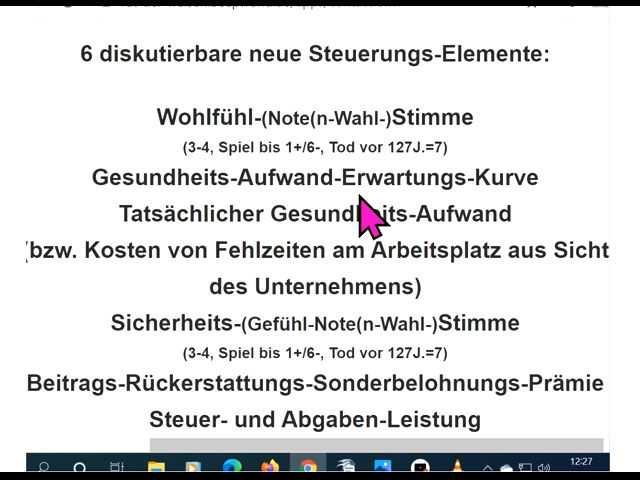 6 diskutierbare neue Steuerungs-Elemente:
Wohlfühl-(Note(n-Wahl-)Stimme
(3-4, Spiel bis 1+/6-, Tod vor 127J.=7)
Gesundheits-Aufwand-Erwartungs-Kurve
Tatsächlicher Gesundheits-Aufwand
(bzw. Kosten von Fehlzeiten am Arbeitsplatz aus Sicht
des Unternehmens)
Sicherheits-(Gefühl-Note(n-Wahl-)Stimme
(3-4, Spiel bis 1+/6-, Tod vor 127J.=7)
Beitrags-Rückerstattungs-Sonderbelohnungs-Prämie
Steuer- und Abgaben-Leistung
12:27